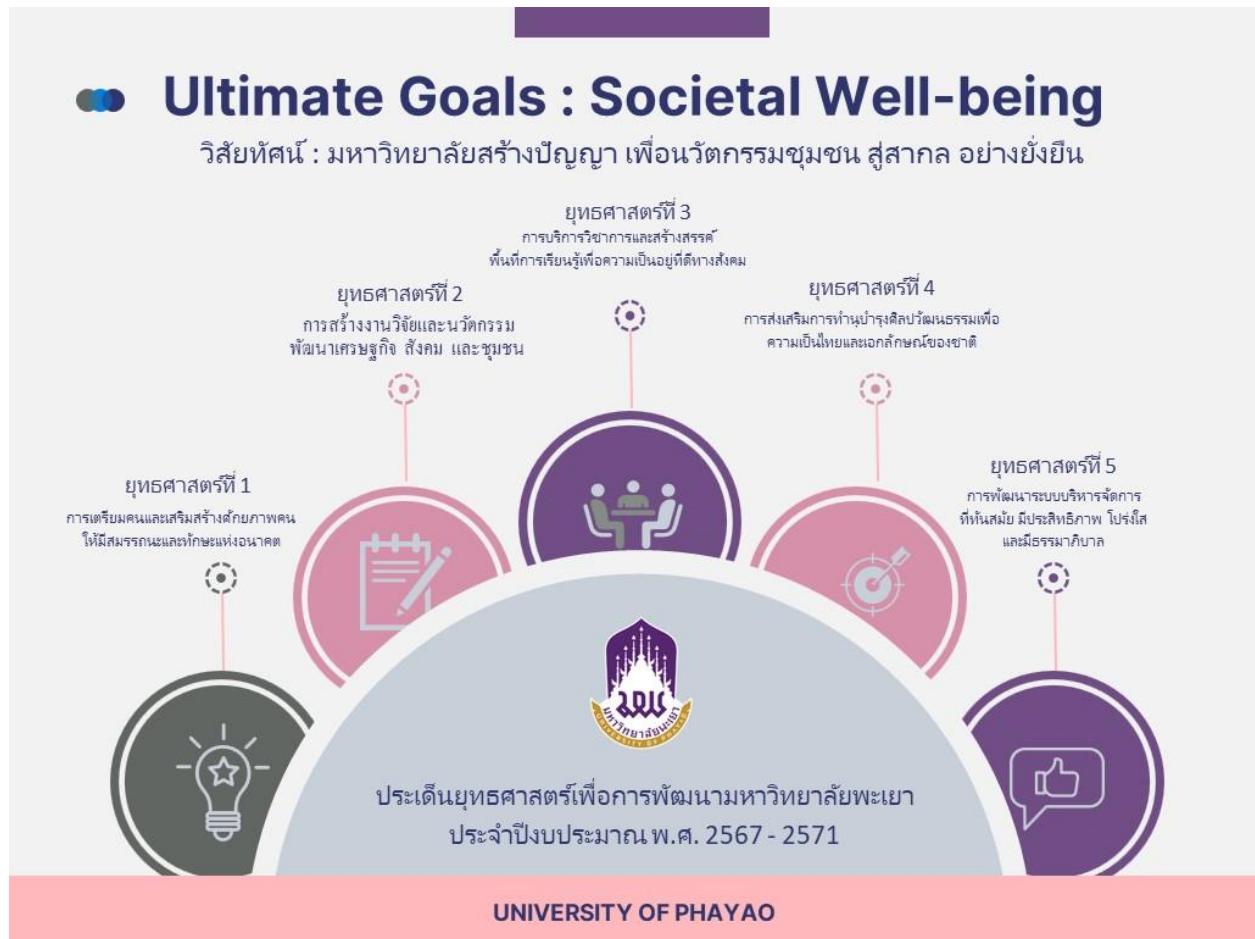 Ultimate Goals : Societal Well-being
วิสัยทัศน์ : มหาวิทยาลัยสร้างปัญญา เพื่อนวัตกรรมชุมชน สู่สากล อย่างยั่งยืน
ยุทธศาสตร์ที่ 1
การเตรียมคนและเสริมสร้างศักยภาพคน
ให้มีสมรรถนะและทักษะแห่งอนาคต
ยุทธศาสตร์ที่ 2
การสร้างงานวิจัยและนวัตกรรม
พัฒนาเศรษฐกิจ สังคม และชุมชน
ยุทธศาสตร์ที่ 3
การบริการวิชาการและสร้างสรรค์
พื้นที่การเรียนรู้เพื่อความเป็นอยู่ที่ดีทางสังคม
ยุทธศาสตร์ที่ 4
การส่งเสริมการทำนุบำรุงศิลปวัฒนธรรมเพื่อ
ความเป็นไทยและเอกลักษณ์ของชาติ
ยุทธศาสตร์ที่ 5
การพัฒนาระบบบริหารจัดการ
ที่ทันสมัย มีประสิทธิภาพ โปร่งใส
และมีธรรมาภิบาล
มหาวิทยาลัยพะเยา
UNIVERSITY OF PHAYAO
ประเด็นยุทธศาสตร์เพื่อการพัฒนามหาวิทยาลัยพะเยา
ประจำปีงบประมาณ พ.ศ. 2567 - 2571
UNIVERSITY OF PHAYAO